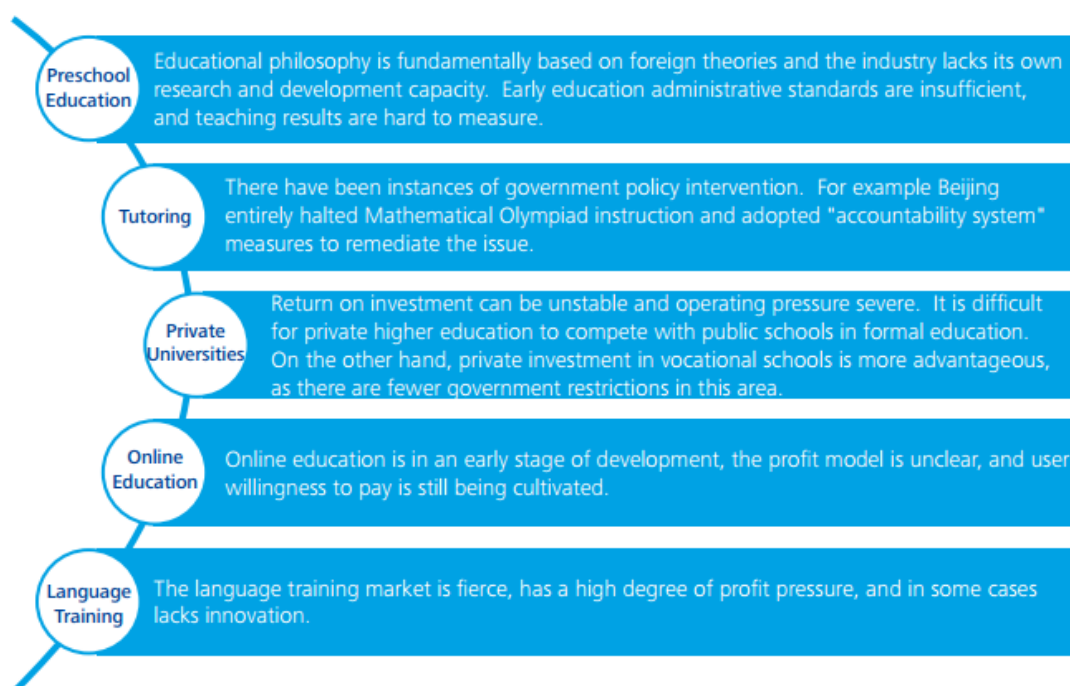 Preschool
Education
Educational philosophy is fundamentally based on foreign theories and the industry lacks its own
research and development capacity.  Early education administrative standards are insufficient,
and teaching results are hard to measure.
Tutoring
There have been instances of government policy intervention.  For example Beijing
entirely halted Mathematical Olympiad instruction and adopted "accountability system"
measures to remediate the issue.
Private
Universities
Return on investment can be unstable and operating pressure severe.  It is difficult
for private higher education to compete with public schools in formal education.
On the other hand, private investment in vocational schools is more advantageous,
as there are fewer government restrictions in this area.
Online
Education
Online education is in an early stage of development, the profit model is unclear, and user
willingness to pay is still being cultivated.
Language
Training
The language training market is fierce, has a high degree of profit pressure, and in some cases
lacks innovation.